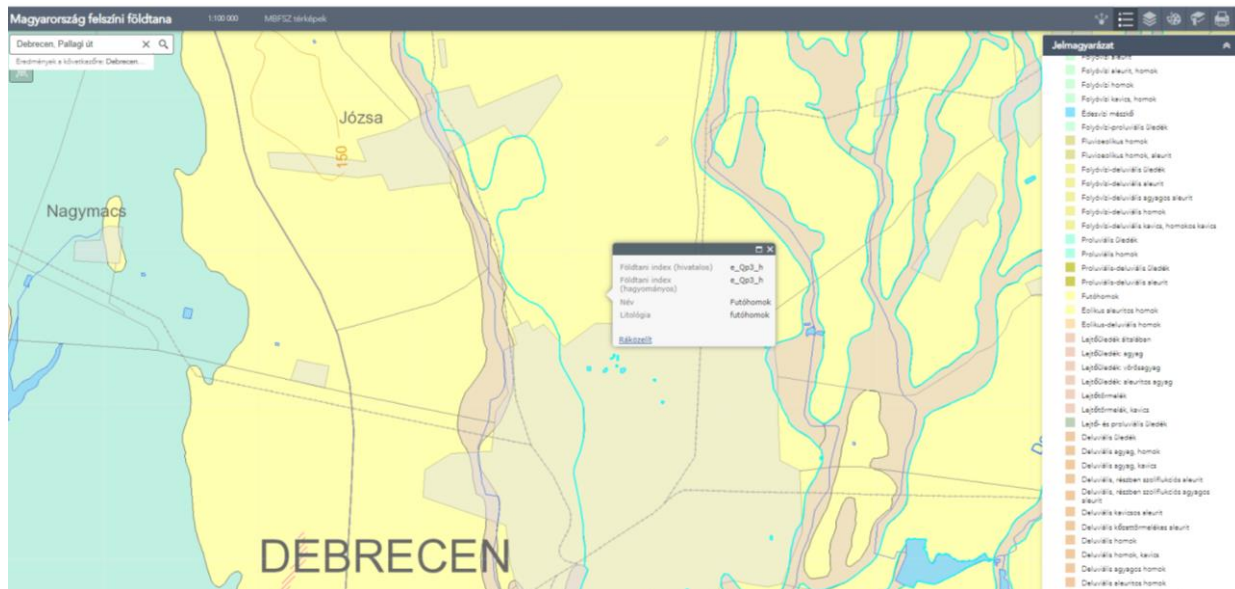 Magyarország felszíni földtana
1:100 000
MBFSZ térképek
Debrecen, Pallagi út
Eredmények a következőre: Debrecen...
Józsa
150
Nagymacs
DEBRECEN
Földtani index (hivatalos) e_Qp3_h
Földtani index
(hagyományos) e_Qp3_h
Név Futóhomok
Litológia futóhomok
Ráközelít
Jelmagyarázat
Folyóvízi aleurit
Folyóvízi aleurit, homok
Folyóvízi homok
Folyóvízi kavics, homok
Édesvízi mészkő
Folyóvízi-proluviális üledék
Fluvioeolikus homok
Fluvioeolikus homok, aleurit
Folyóvízi-deluviális üledék
Folyóvízi-deluviális aleurit
Folyóvízi-deluviális agyagos aleurit
Folyóvízi-deluviális homok
Folyóvízi-deluviális kavics, homokos kavics
Proluviális üledék
Proluviális homok
Proluviális-deluviális üledék
Proluviális-deluviális aleurit
Futóhomok
Eolikus aleuritos homok
Eolikus-deluviális homok
Lejtőüledék általában
Lejtőüledék: agyag
Lejtőüledék: vörösagyag
Lejtőüledék: aleuritos agyag
Lejtőtörmelék
Lejtőtörmelék, kavics
Lejtő- és proluviális üledék
Deluviális üledék
Deluviális agyag, homok
Deluviális agyag, kavics
Deluviális, részben szoliflukciós aleurit
Deluviális, részben szoliflukciós agyagos
aleurit
Deluviális kavicsos aleurit
Deluviális kőzettörmelékes aleurit
Deluviális homok
Deluviális homok, kavics
Deluviális agyagos homok
Deluviális aleuritos homok